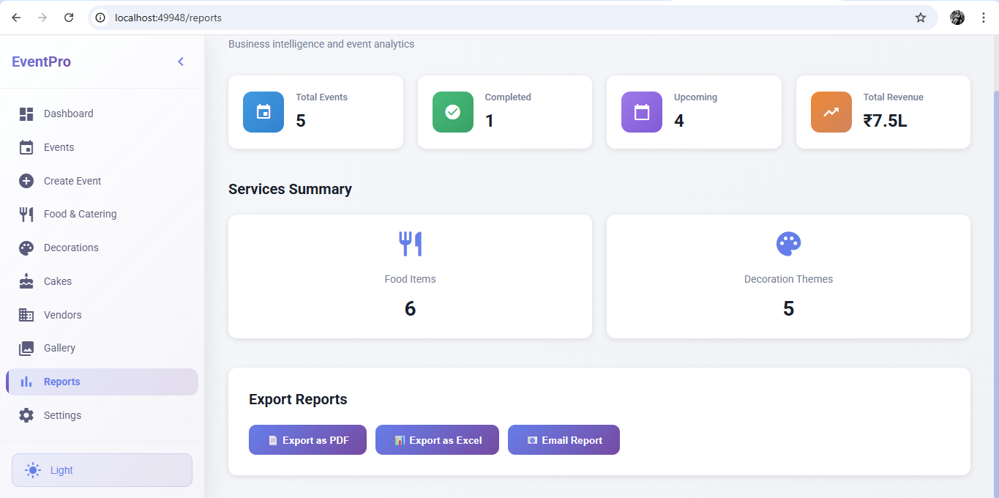 localhost:49948/reports
EventPro
Dashboard
Events
Create Event
Food & Catering
Decorations
Cakes
Vendors
Gallery
Reports
Settings
Light
Business intelligence and event analytics
Total Events
5
Completed
1
Upcoming
4
Total Revenue
₹7.5L
Services Summary
Food Items
6
Decoration Themes
5
Export Reports
Export as PDF
Export as Excel
Email Report